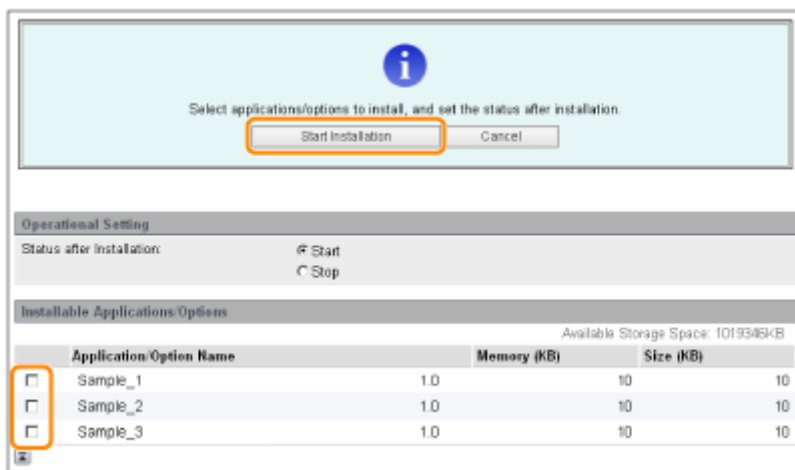 Select applications/options to install, and set the status after installation.
Start Installation Cancel
Operational Setting
Status after Installation: Start
Stop
Installable Applications/Options
Available Storage Space: 1019346KB
Application/Option Name Memory (KB) Size (KB)
Sample_1 1.0 10 10
Sample_2 1.0 10 10
Sample_3 1.0 10 10